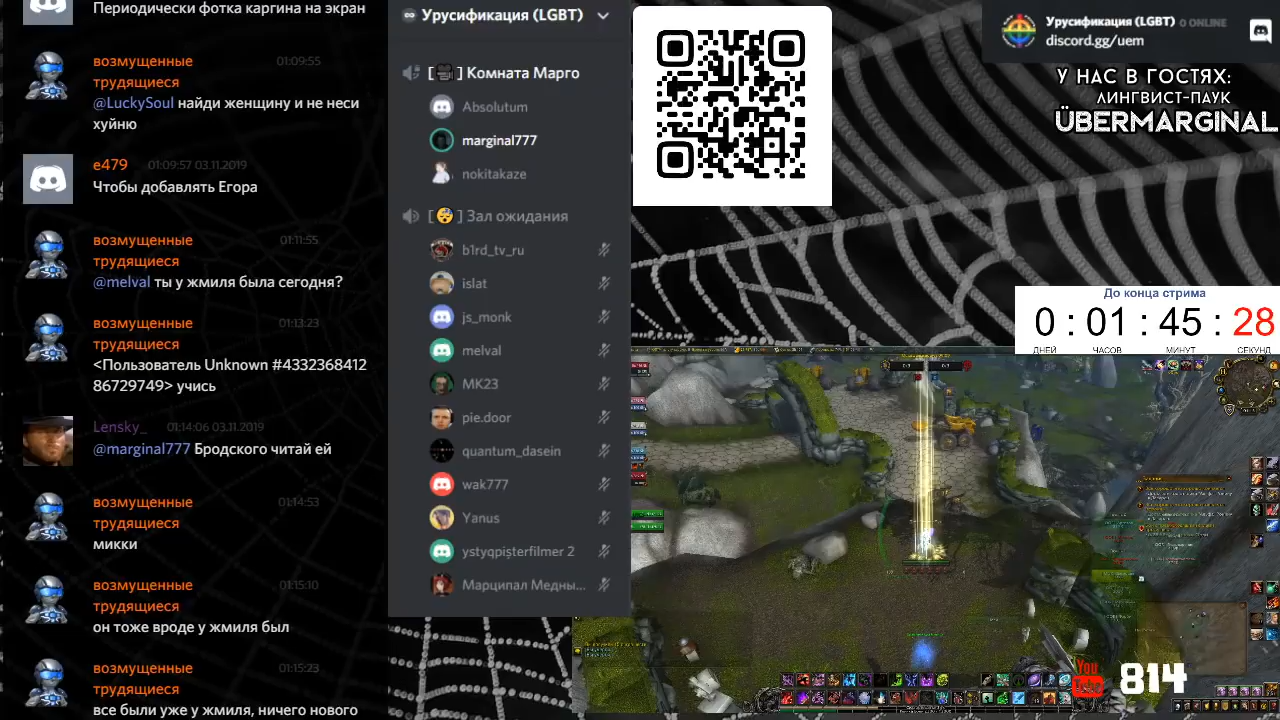 Периодически фотка каргина на экран
возмущенные
трудящиеся
01:09:55
@LuckySoul найди женщину и не неси
хуйню
e479 01:09:57 03.11.2019
Чтобы добавлять Егора
возмущенные
трудящиеся
01:11:55
@melval ты у жмиля была сегодня?
возмущенные
трудящиеся
01:13:23
<Пользователь Unknown #4332368412
86729749> учись
Lensky_ 01:14:06 03.11.2019
@marginal777 Бродского читай ей
возмущенные
трудящиеся
01:14:53
микки
возмущенные
трудящиеся
01:15:10
он тоже вроде у жмиля был
возмущенные
трудящиеся
01:15:23
все были уже у жмиля ничего нового
Урусификация (LGBT)
[ ] Комната Марго
Absolutum
marginal777
nokitakaze
[ ] Зал ожидания
b1rd_tv_ru
islat
js_monk
melval
MK23
pie.door
quantum_dasein
wak777
Yanus
ystyqpişterfilmer 2
Марципал Медны...
Урусификация (LGBT) 0 ONLINE
discord.gg/uem
У НАС В ГОСТЯХ:
ЛИНГВИСТ-ПАУК
ÜBERMARGINAL
До конца стрима
0 : 01 : 45 : 28
ДНЕЙ ЧАСОВ МИНУТ СЕКУНД
You Tube 814